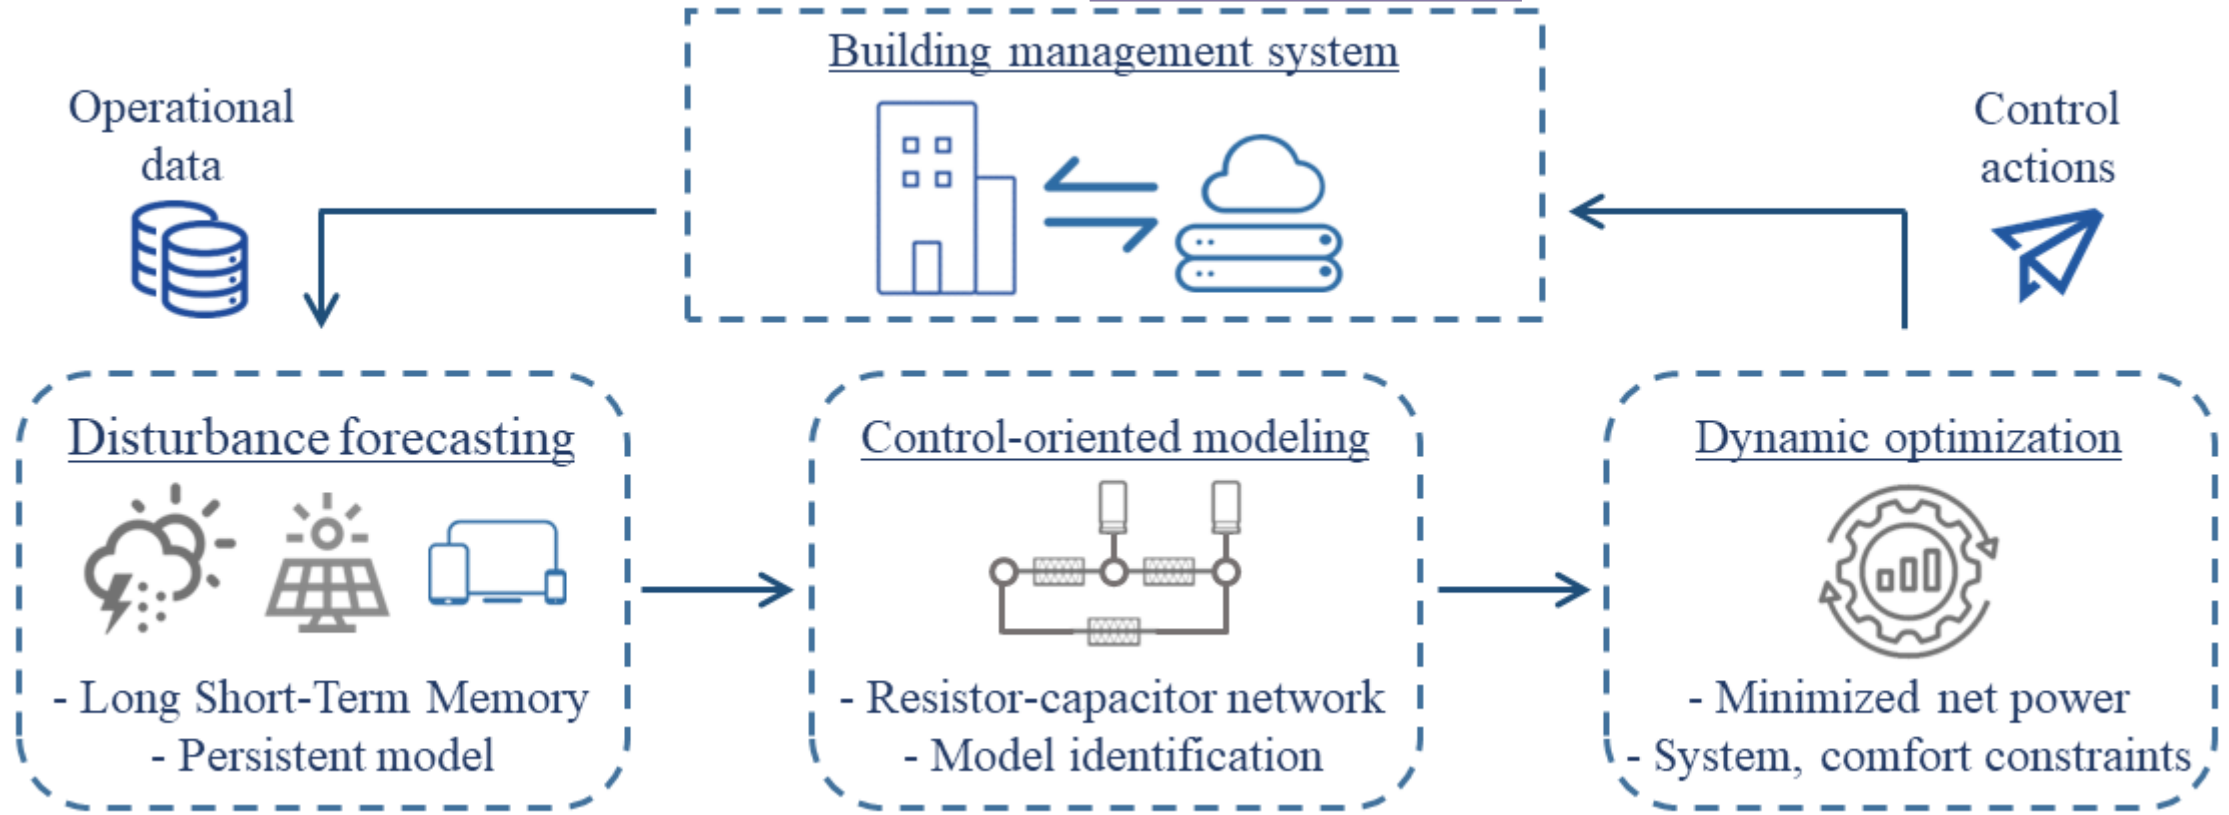 Building management system
Operational
data
Control
actions
Disturbance forecasting
- Long Short-Term Memory
- Persistent model
Control-oriented modeling
- Resistor-capacitor network
- Model identification
Dynamic optimization
- Minimized net power
- System, comfort constraints